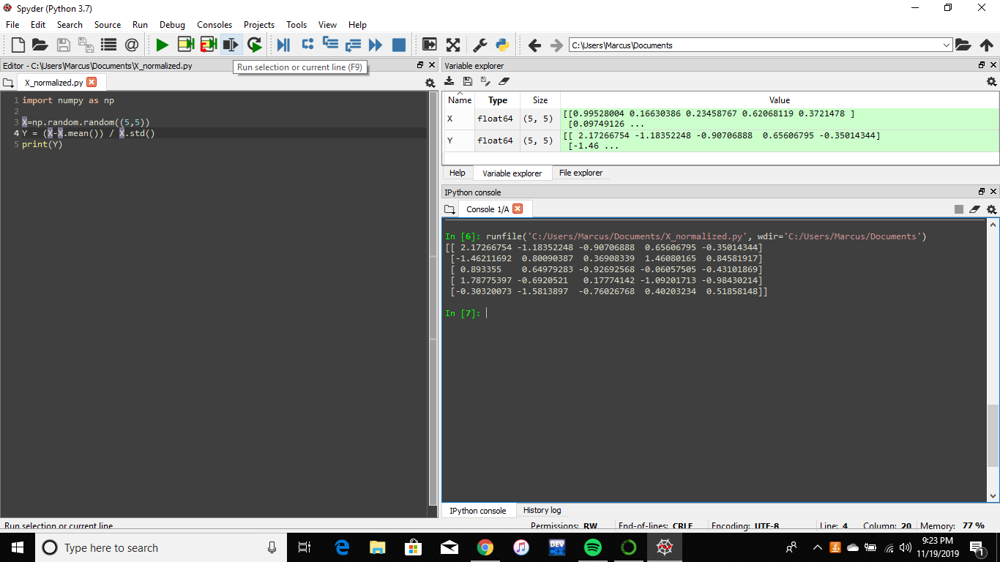 Spyder (Python 3.7)
File Edit Search Source Run Debug Consoles Projects Tools View Help
C:\Users\Marcus\Documents
Editor - C:\Users\Marcus\Documents\X_normalized.py
Run selection or current line (F9)
X_normalized.py
1 import numpy as np
2
3 X=np.random.random((5,5))
4 Y = (X-X.mean()) / X.std()
5 print(Y)
Variable explorer
Name Type Size Value
X float64 (5, 5) [[0.99528004 0.16630386 0.23458767 0.62068119 0.3721478 ]
[0.09749126 ...
Y float64 (5, 5) [[ 2.17266754 -1.18352248 -0.90706888 0.65606795 -0.35014344]
[-1.46 ...
Help Variable explorer File explorer
IPython console
Console 1/A
In [6]: runfile('C:/Users/Marcus/Documents/X_normalized.py', wdir='C:/Users/Marcus/Documents')
[[ 2.17266754 -1.18352248 -0.90706888 0.65606795 -0.35014344]
[-1.46211692 0.80090387 0.36908339 1.46080165 0.84581917]
[ 0.893355 0.64979283 -0.92692568 -0.06057505 -0.43101869]
[ 1.78775397 -0.6920521 0.17774142 -1.09201713 -0.98430214]
[-0.30320073 -1.5813897 -0.76026768 0.40203234 0.51858148]]
In [7]:
IPython console History log
Run selection or current line Permissions: RW End-of-lines: CRLF Encoding: UTF-8 Line: 4 Column: 20 Memory: 77 %
Type here to search
DEV
9:23 PM
11/19/2019
1